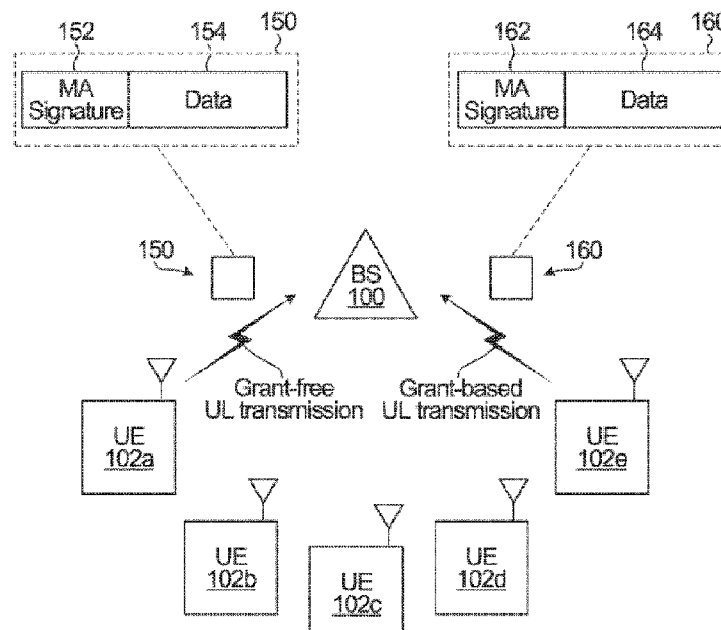 152
154
150
162
164
160
MA
Signature
Data
MA
Signature
Data
150
BS
100
160
Grant-free
UL transmission
Grant-based
UL transmission
UE
102a
UE
102e
UE
102b
UE
102c
UE
102d